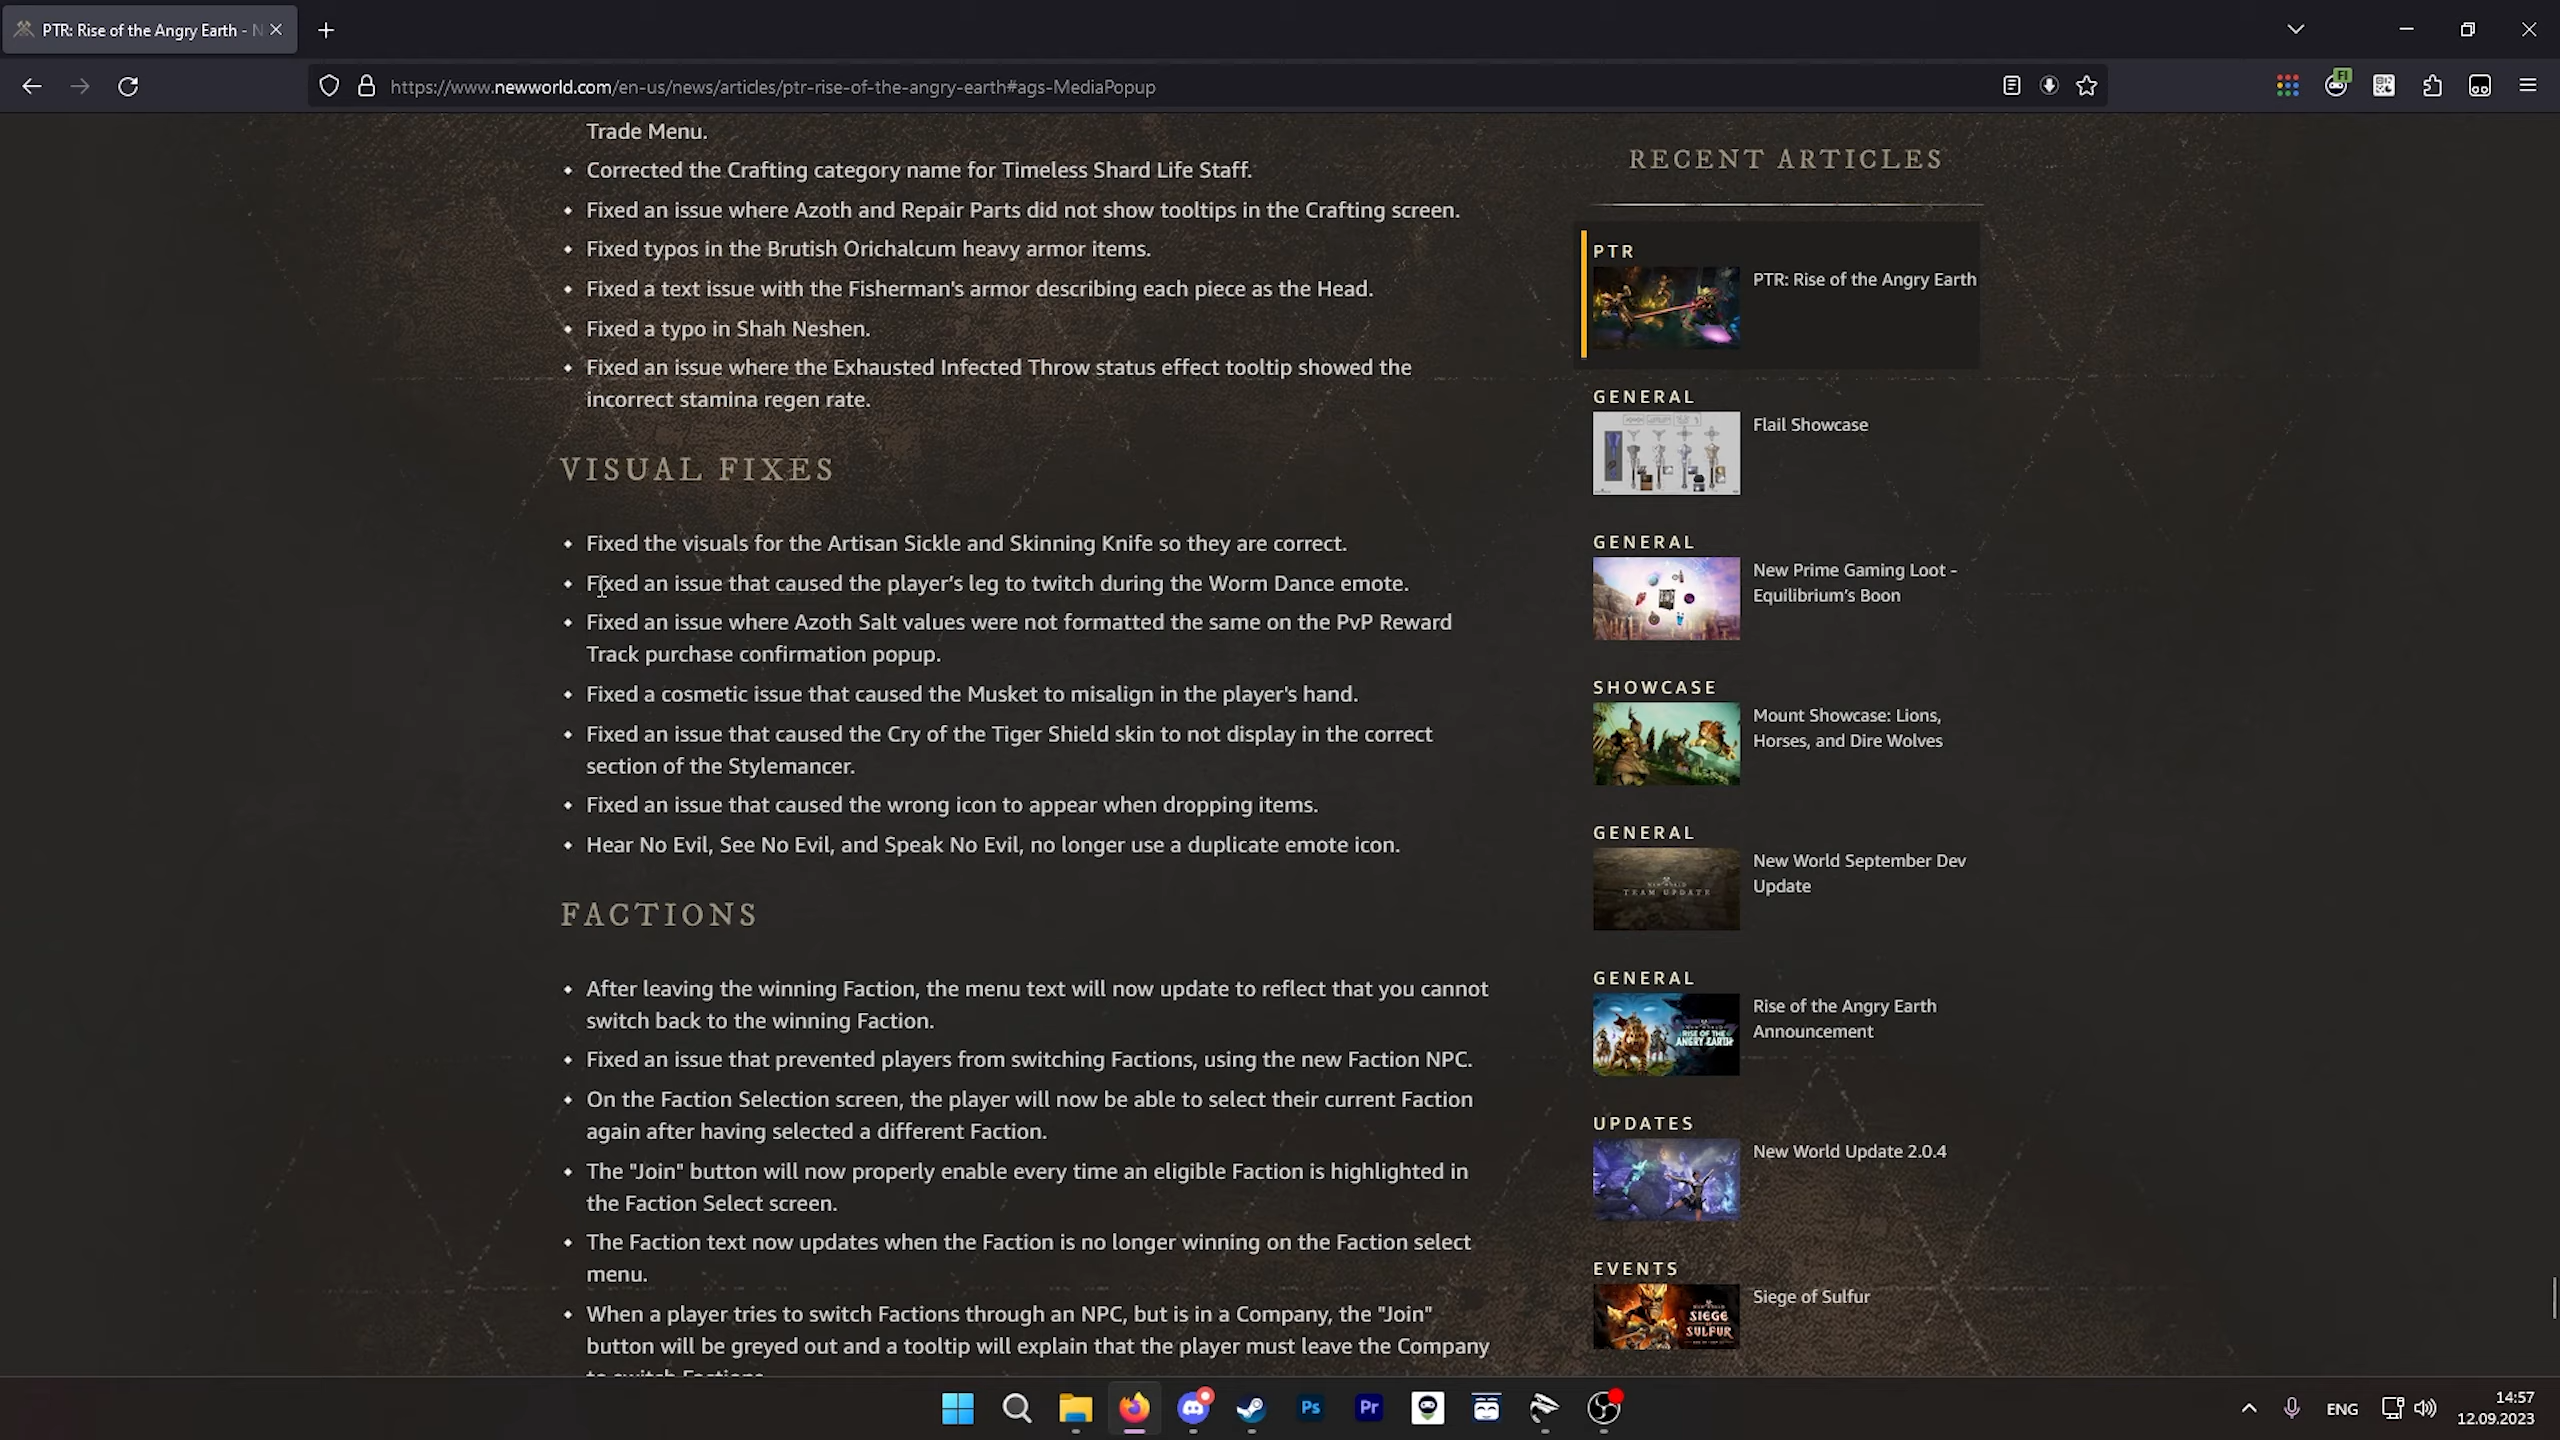 PTR: Rise of the Angry Earth - N
https://www.newworld.com/en-us/news/articles/ptr-rise-of-the-angry-earth#ags-MediaPopup
FI
Trade Menu.
• Corrected the Crafting category name for Timeless Shard Life Staff.
• Fixed an issue where Azoth and Repair Parts did not show tooltips in the Crafting screen.
• Fixed typos in the Brutish Orichalcum heavy armor items.
• Fixed a text issue with the Fisherman's armor describing each piece as the Head.
• Fixed a typo in Shah Neshen.
• Fixed an issue where the Exhausted Infected Throw status effect tooltip showed the
incorrect stamina regen rate.
VISUAL FIXES
• Fixed the visuals for the Artisan Sickle and Skinning Knife so they are correct.
• Fixed an issue that caused the player’s leg to twitch during the Worm Dance emote.
• Fixed an issue where Azoth Salt values were not formatted the same on the PvP Reward
Track purchase confirmation popup.
• Fixed a cosmetic issue that caused the Musket to misalign in the player's hand.
• Fixed an issue that caused the Cry of the Tiger Shield skin to not display in the correct
section of the Stylemancer.
• Fixed an issue that caused the wrong icon to appear when dropping items.
• Hear No Evil, See No Evil, and Speak No Evil, no longer use a duplicate emote icon.
FACTIONS
• After leaving the winning Faction, the menu text will now update to reflect that you cannot
switch back to the winning Faction.
• Fixed an issue that prevented players from switching Factions, using the new Faction NPC.
• On the Faction Selection screen, the player will now be able to select their current Faction
again after having selected a different Faction.
• The "Join" button will now properly enable every time an eligible Faction is highlighted in
the Faction Select screen.
• The Faction text now updates when the Faction is no longer winning on the Faction select
menu.
• When a player tries to switch Factions through an NPC, but is in a Company, the "Join"
button will be greyed out and a tooltip will explain that the player must leave the Company
to switch Factions.
RECENT ARTICLES
PTR
PTR: Rise of the Angry Earth
GENERAL
Flail Showcase
GENERAL
New Prime Gaming Loot -
Equilibrium’s Boon
SHOWCASE
Mount Showcase: Lions,
Horses, and Dire Wolves
GENERAL
TEAM UPDATE
New World September Dev
Update
GENERAL
RISE OF THE
ANGRY EARTH
Rise of the Angry Earth
Announcement
UPDATES
New World Update 2.0.4
EVENTS
SIEGE
OF
SULFUR
Siege of Sulfur
Ps
Pr
ENG
14:57
12.09.2023